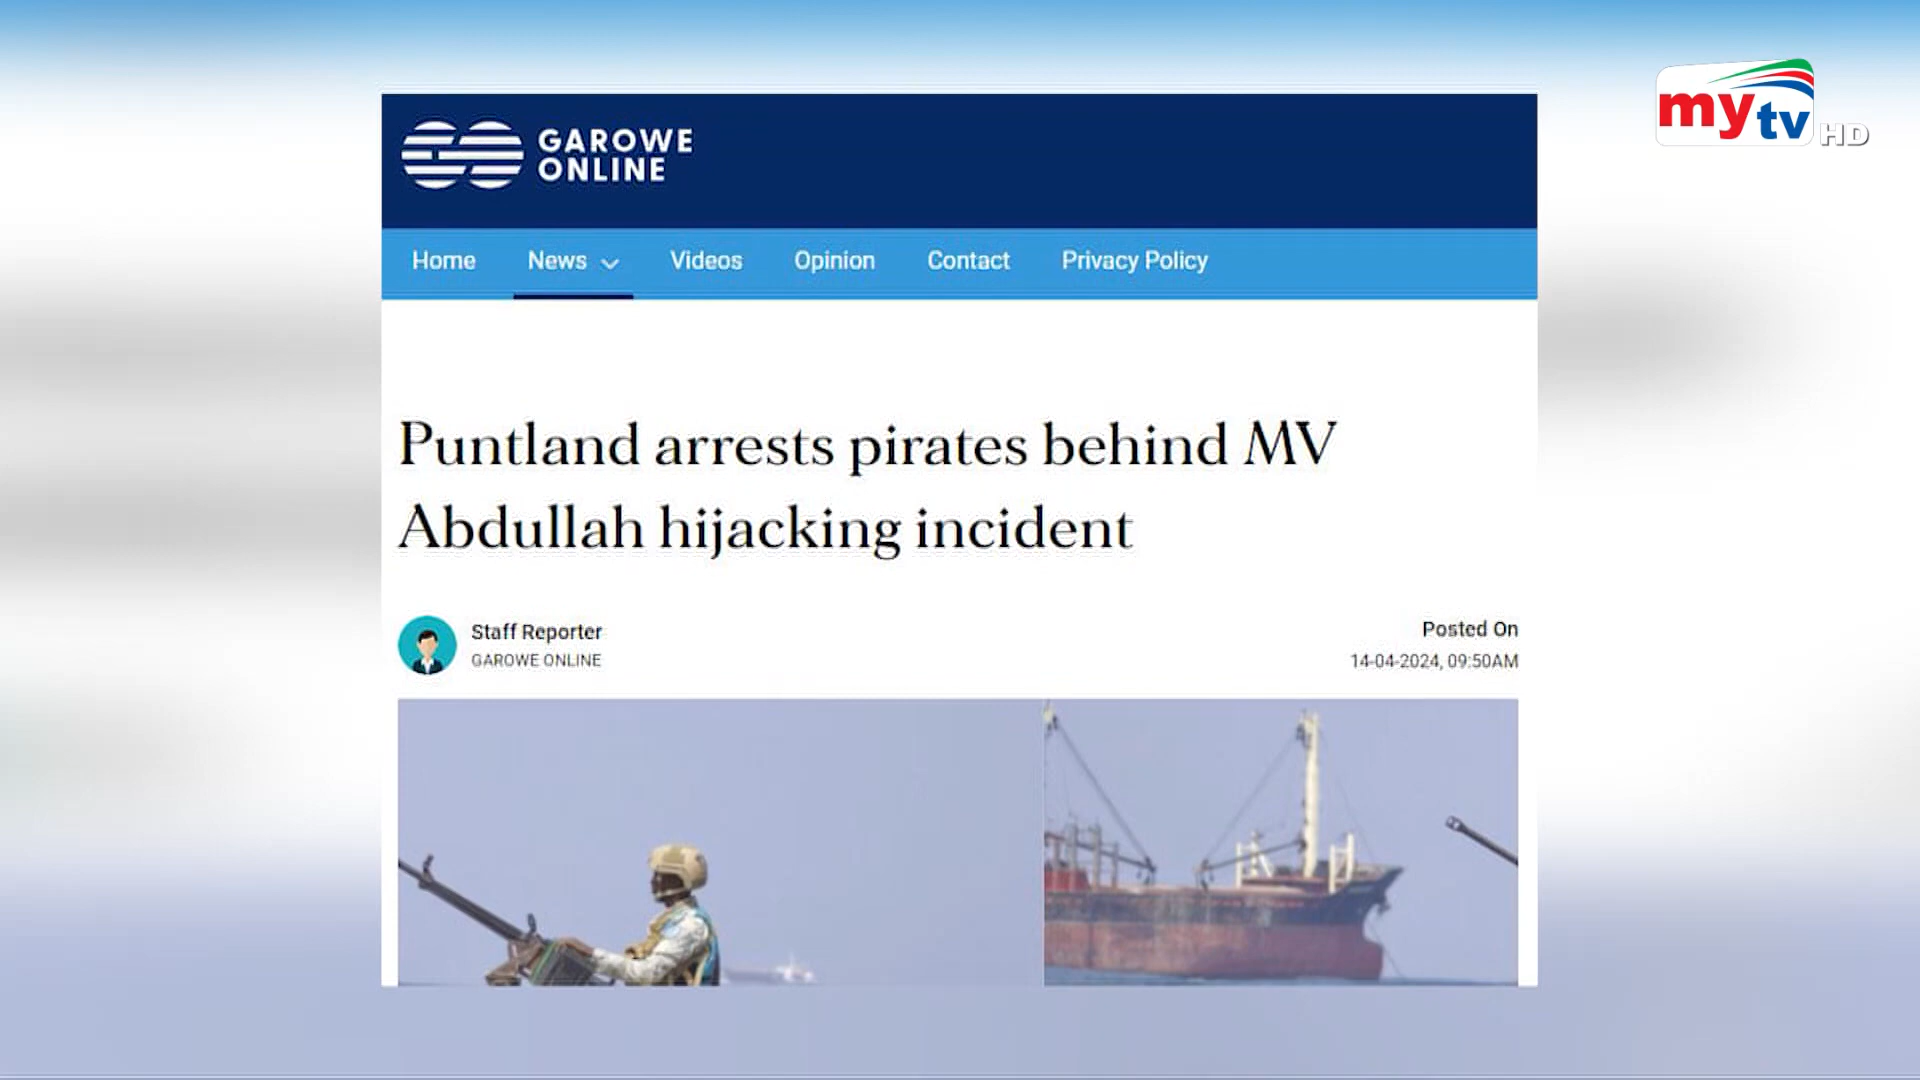 mytv HD
GAROWE
ONLINE
Home News Videos Opinion Contact Privacy Policy
Puntland arrests pirates behind MV
Abdullah hijacking incident
Staff Reporter
GAROWE ONLINE
Posted On
14-04-2024, 09:50AM